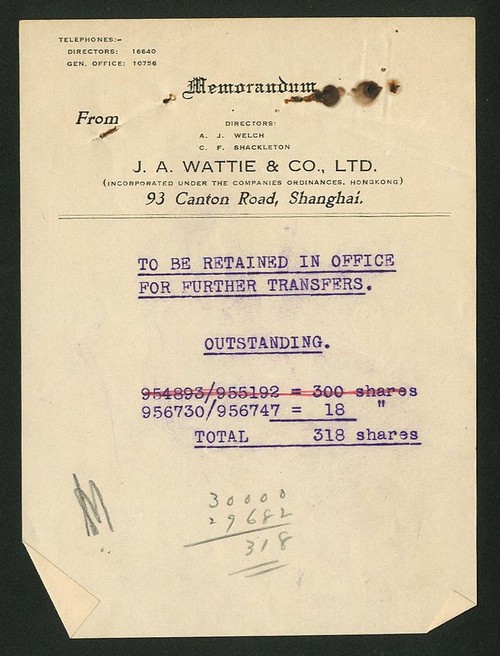 TELEPHONES:-
DIRECTORS: 16640
GEN. OFFICE: 10756
Memorandum
From
DIRECTORS:
A. J. WELCH
C. F. SHACKLETON
J. A. WATTIE & CO., LTD.
(INCORPORATED UNDER THE COMPANIES ORDINANCES, HONGKONG)
93 Canton Road, Shanghai.
TO BE RETAINED IN OFFICE
FOR FURTHER TRANSFERS.
OUTSTANDING.
954893/955192 = 300 shares
956730/956747 = 18 "
TOTAL 318 shares
30000
29682
318